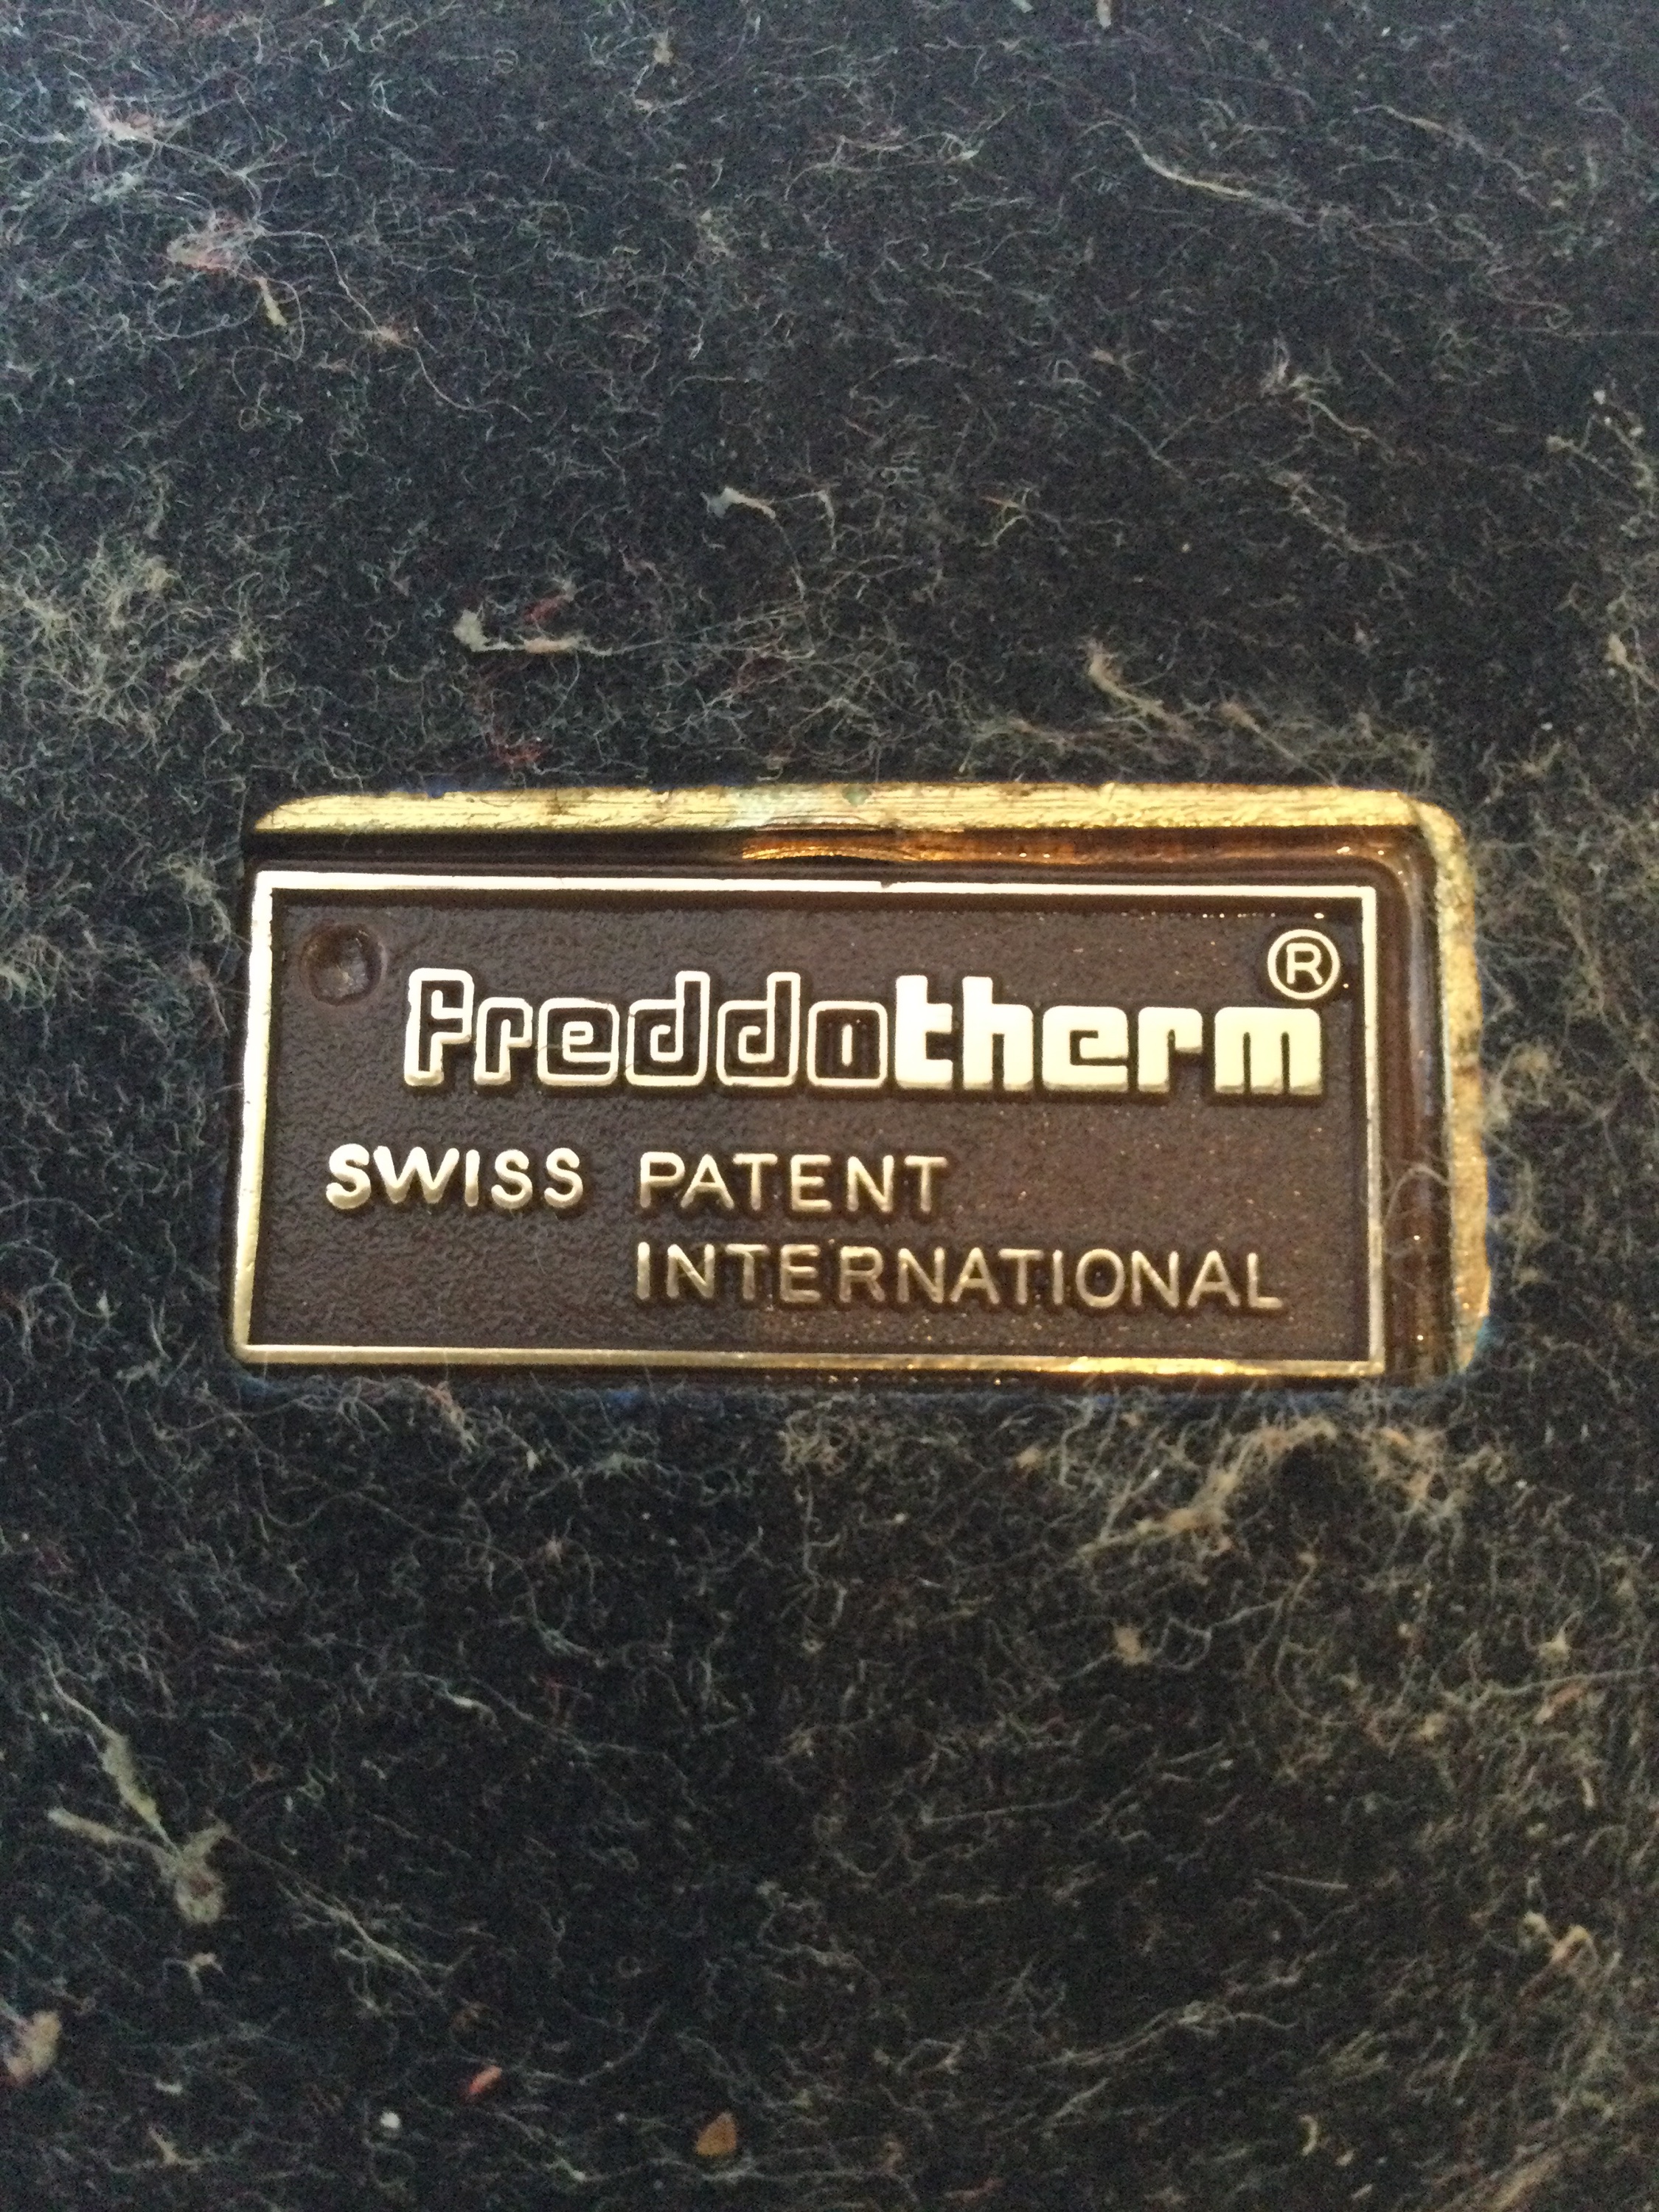 freddotherm®
SWISS PATENT
INTERNATIONAL